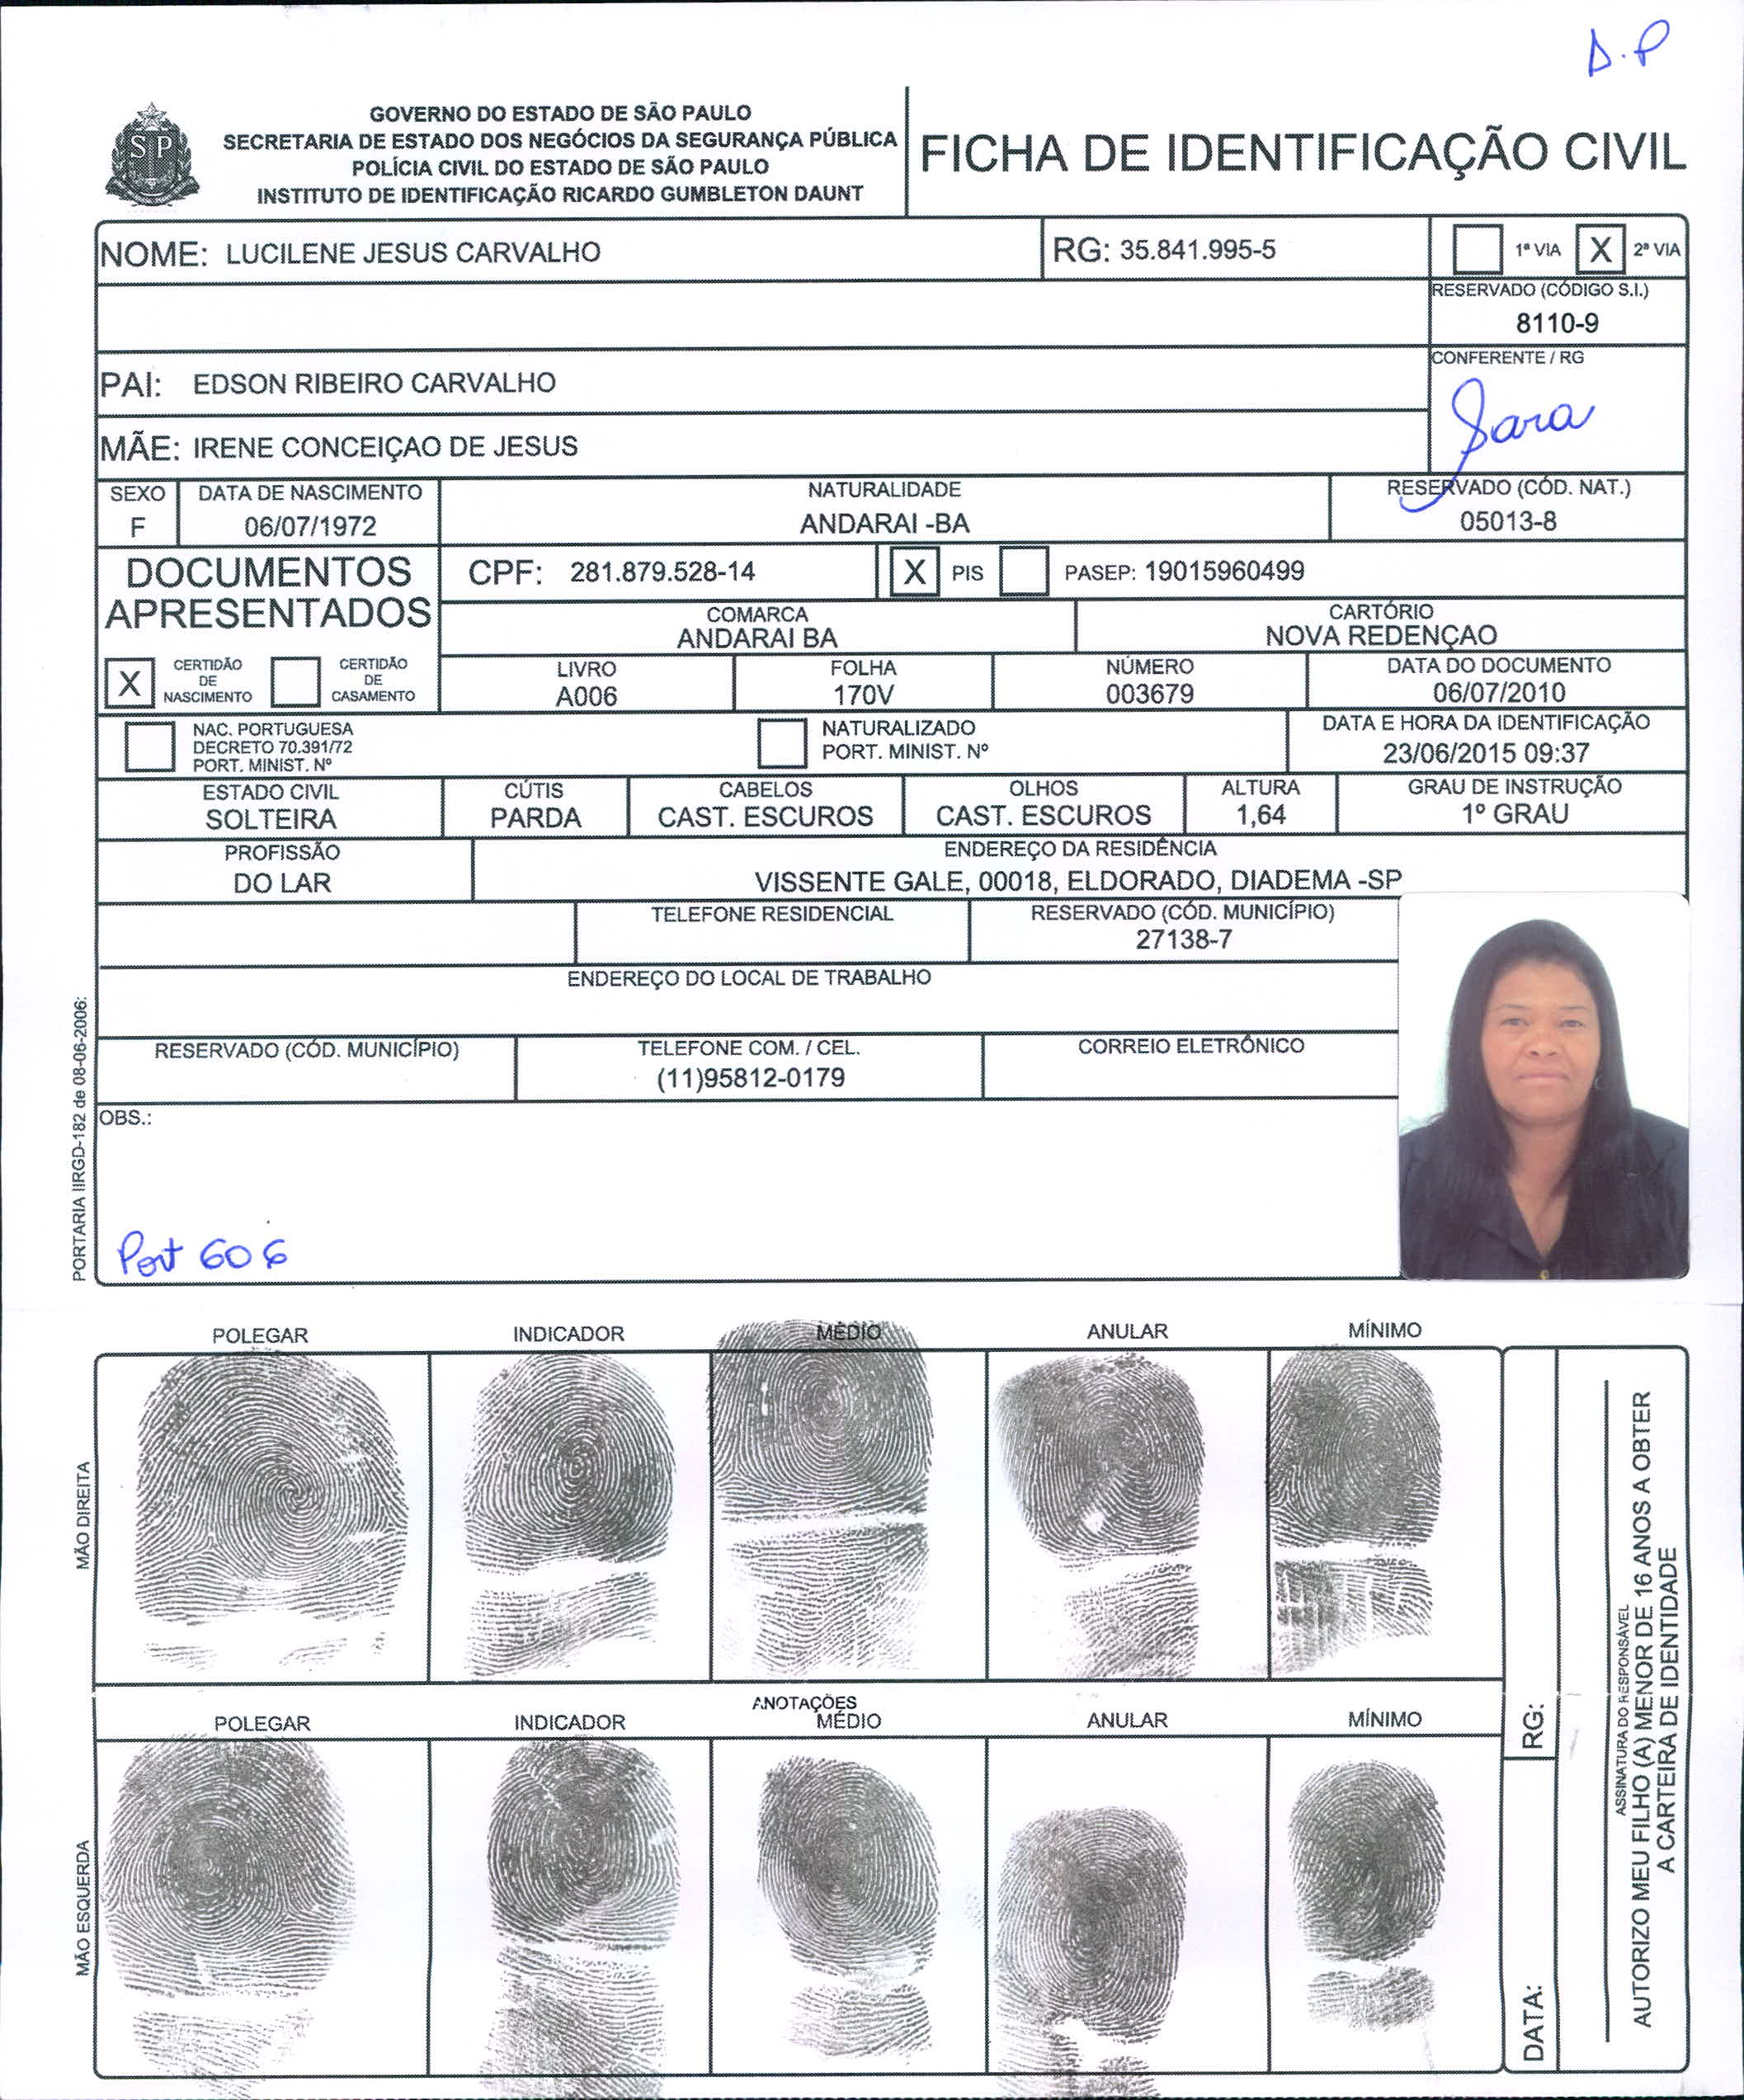 D.P
GOVERNO DO ESTADO DE SÃO PAULO
SECRETARIA DE ESTADO DOS NEGÓCIOS DA SEGURANÇA PÚBLICA
POLÍCIA CIVIL DO ESTADO DE SÃO PAULO
INSTITUTO DE IDENTIFICAÇÃO RICARDO GUMBLETON DAUNT
SP
FICHA DE IDENTIFICAÇÃO CIVIL
NOME: LUCILENE JESUS CARVALHO
RG: 35.841.995-5
1ª VIA X 2ª VIA
RESERVADO (CÓDIGO S.I.)
8110-9
PAI: EDSON RIBEIRO CARVALHO
CONFERENTE / RG
Sara
MÃE: IRENE CONCEIÇAO DE JESUS
SEXO
F
DATA DE NASCIMENTO
06/07/1972
NATURALIDADE
ANDARAI -BA
RESERVADO (CÓD. NAT.)
05013-8
DOCUMENTOS
APRESENTADOS
CPF: 281.879.528-14
X PIS PASEP: 19015960499
COMARCA
ANDARAI BA
CARTÓRIO
NOVA REDENÇAO
X CERTIDÃO
DE
NASCIMENTO
CERTIDÃO
DE
CASAMENTO
LIVRO
A006
FOLHA
170V
NÚMERO
003679
DATA DO DOCUMENTO
06/07/2010
NAC. PORTUGUESA
DECRETO 70.391/72
PORT. MINIST. Nº
NATURALIZADO
PORT. MINIST. Nº
DATA E HORA DA IDENTIFICAÇÃO
23/06/2015 09:37
ESTADO CIVIL
SOLTEIRA
CÚTIS
PARDA
CABELOS
CAST. ESCUROS
OLHOS
CAST. ESCUROS
ALTURA
1,64
GRAU DE INSTRUÇÃO
1º GRAU
PROFISSÃO
DO LAR
ENDEREÇO DA RESIDÊNCIA
VISSENTE GALE, 00018, ELDORADO, DIADEMA -SP
TELEFONE RESIDENCIAL
RESERVADO (CÓD. MUNICÍPIO)
27138-7
ENDEREÇO DO LOCAL DE TRABALHO
RESERVADO (CÓD. MUNICÍPIO)
TELEFONE COM. / CEL.
(11)95812-0179
CORREIO ELETRÔNICO
OBS.:
Port 606
PORTARIA IIRGD-182 de 08-06-2006:
POLEGAR INDICADOR MÉDIO ANULAR MÍNIMO
MÃO DIREITA
ANOTAÇÕES
POLEGAR INDICADOR MÉDIO ANULAR MÍNIMO
MÃO ESQUERDA
RG:
DATA:
ASSINATURA DO RESPONSÁVEL
AUTORIZO MEU FILHO (A) MENOR DE 16 ANOS A OBTER
A CARTEIRA DE IDENTIDADE